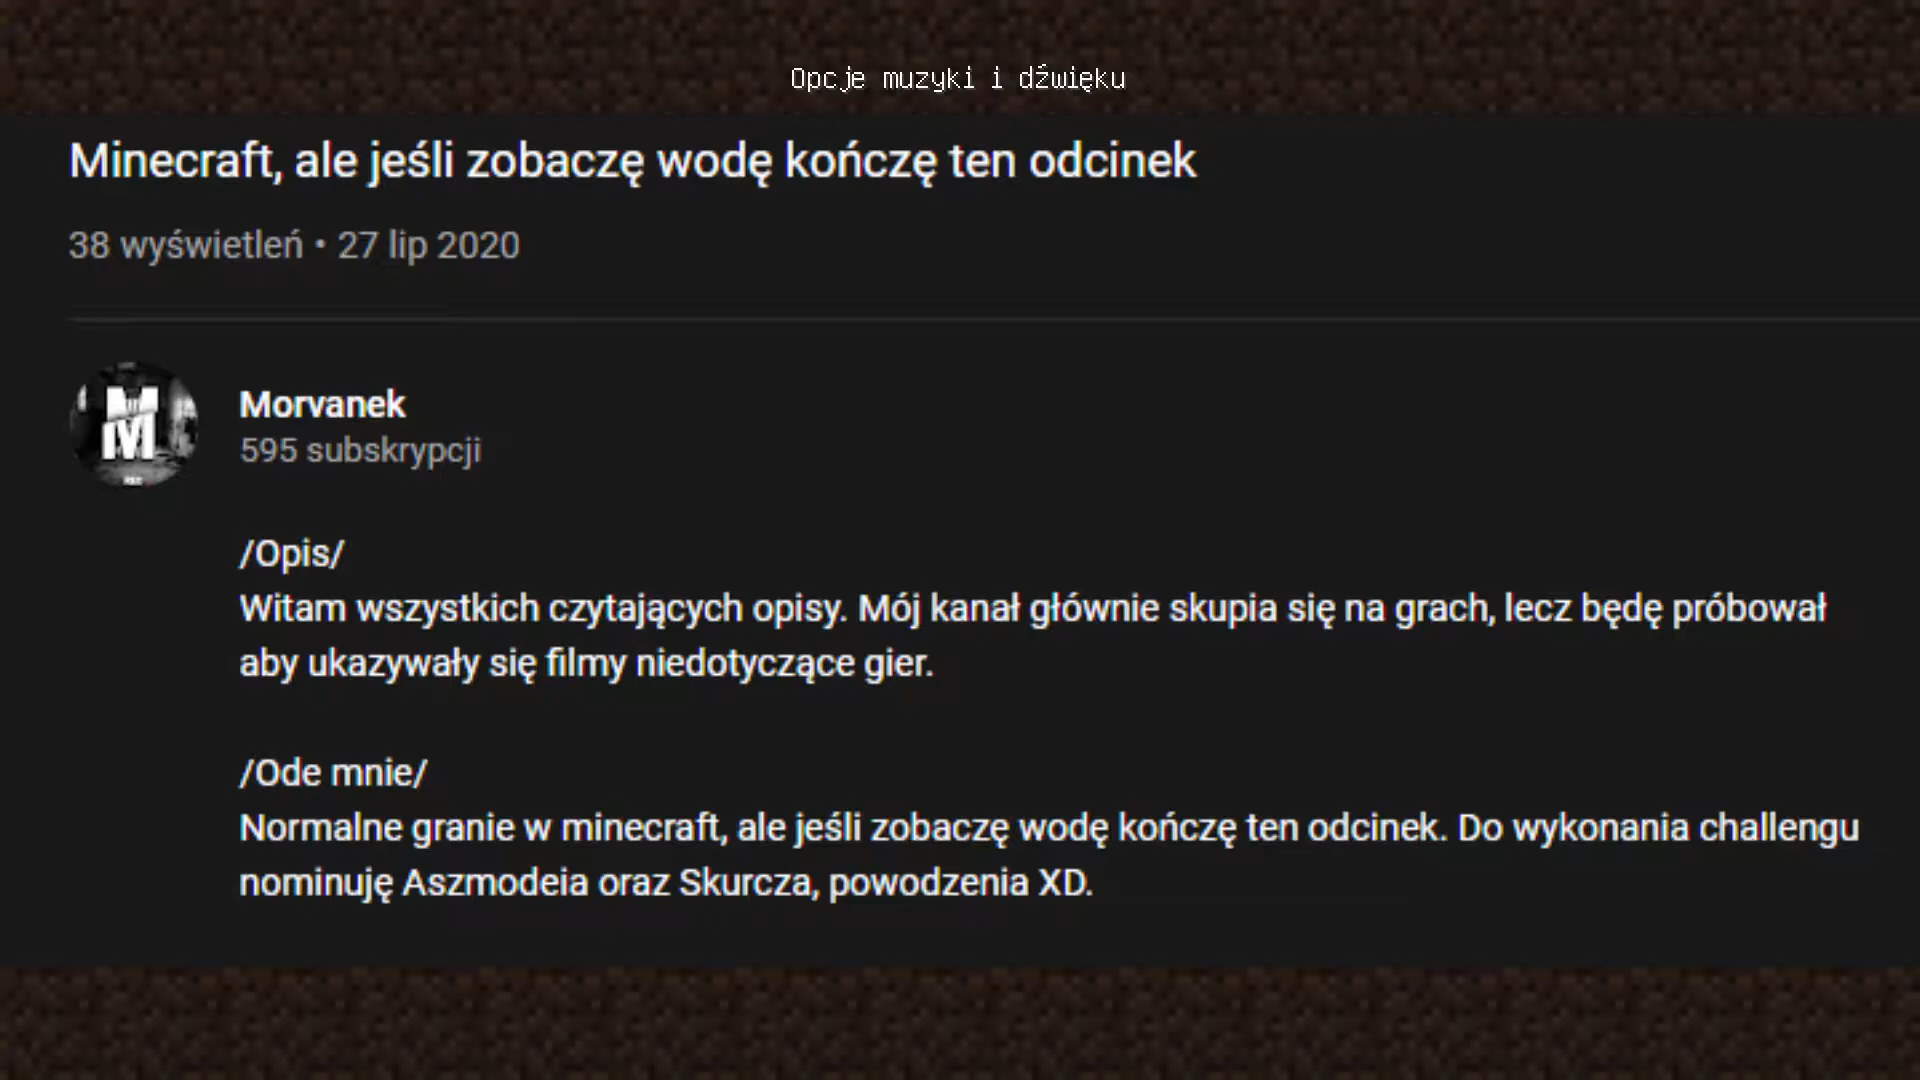 Opcje muzyki i dźwięku
Minecraft, ale jeśli zobaczę wodę kończę ten odcinek
38 wyświetleń • 27 lip 2020
M
Morvanek
595 subskrypcji
/Opis/
Witam wszystkich czytających opisy. Mój kanał głównie skupia się na grach, lecz będę próbował
aby ukazywały się filmy niedotyczące gier.
/Ode mnie/
Normalne granie w minecraft, ale jeśli zobaczę wodę kończę ten odcinek. Do wykonania challengu
nominuję Aszmodeia oraz Skurcza, powodzenia XD.